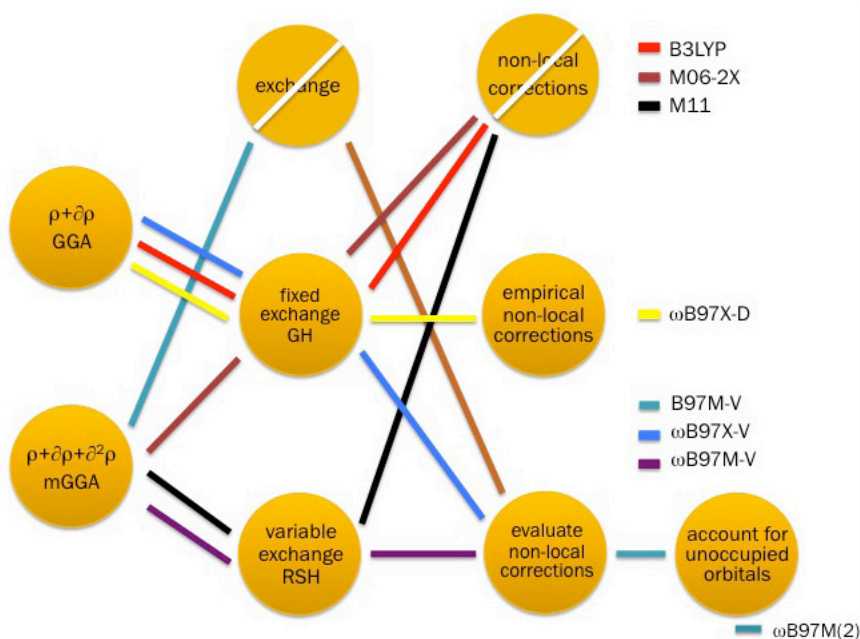 exchange
non-local
corrections
B3LYP
M06-2X
M11
ρ+∂ρ
GGA
fixed
exchange
GH
empirical
non-local
corrections
ωB97X-D
B97M-V
ωB97X-V
ωB97M-V
ρ+∂ρ+∂²ρ
mGGA
variable
exchange
RSH
evaluate
non-local
corrections
account for
unoccupied
orbitals
ωB97M(2)